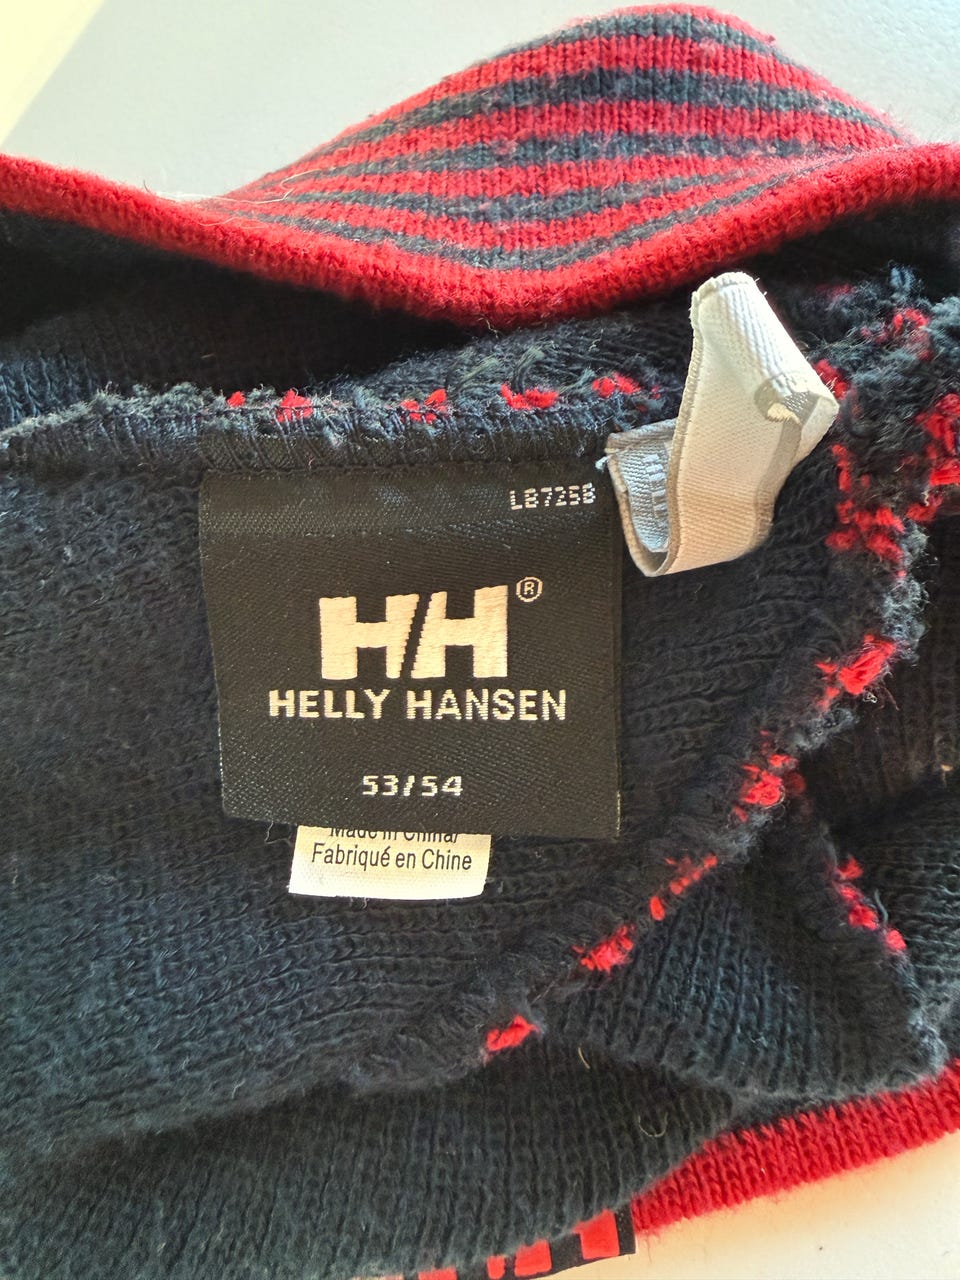 LB725B
HH®
HELLY HANSEN
53/54
Made in China/
Fabriqué en Chine